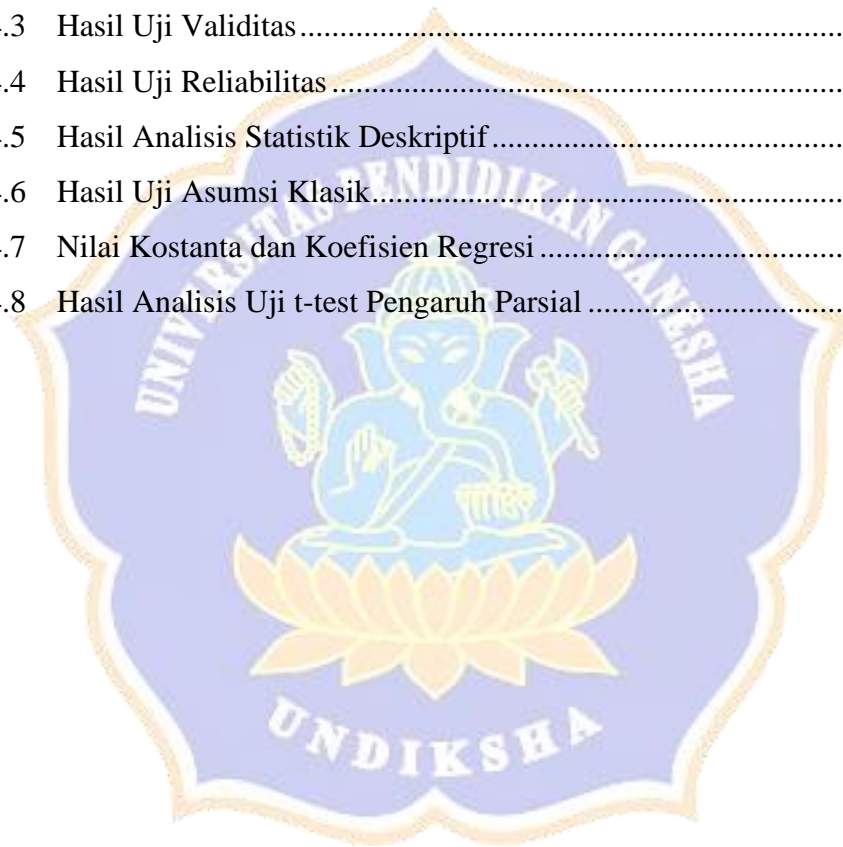 .3 Hasil Uji Validitas....................................................................
.4 Hasil Uji Reliabilitas................................................................
.5 Hasil Analisis Statistik Deskriptif............................................
.6 Hasil Uji Asumsi Klasik...........................................................
.7 Nilai Kostanta dan Koefisien Regresi......................................
.8 Hasil Analisis Uji t-test Pengaruh Parsial................................
UNIVERSITAS PENDIDIKAN GANESHA
UNDIKSHA